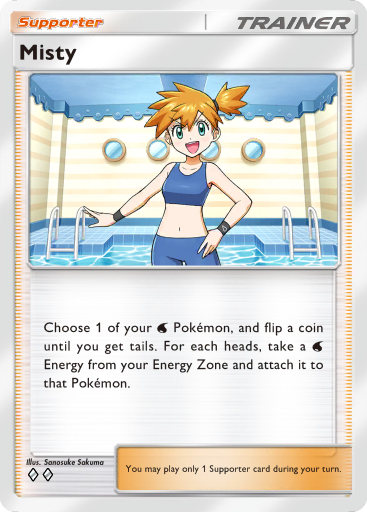 Supporter
TRAINER
Misty
Choose 1 of your Pokémon, and flip a coin
until you get tails. For each heads, take a
Energy from your Energy Zone and attach it to
that Pokémon.
Illus. Sanosuke Sakuma
You may play only 1 Supporter card during your turn.